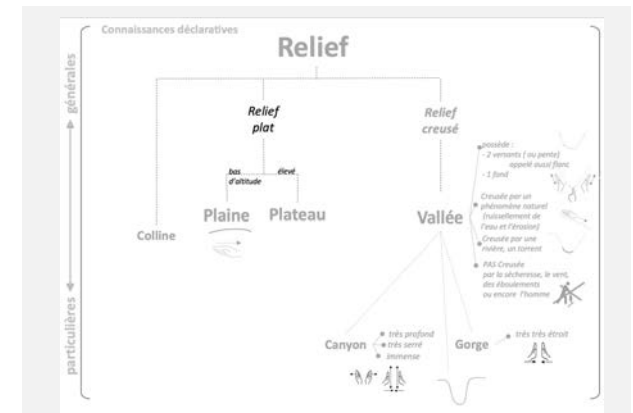 Connaissances déclaratives
Relief
générales
particulières
Relief
plat
Relief
creusé
bas
d'altitude
élevé
Plaine
Plateau
Vallée
Colline
possède :
- 2 versants ( ou pente)
appelé aussi flanc
- 1 fond
Creusée par un
phénomène naturel
(ruissellement de
l'eau et l'érosion)
Creusée par une
rivière, un torrent
PAS Creusée
par la sécheresse, le vent,
des éboulements
ou encore l'homme
Canyon
très profond
très serré
immense
Gorge
très très étroit